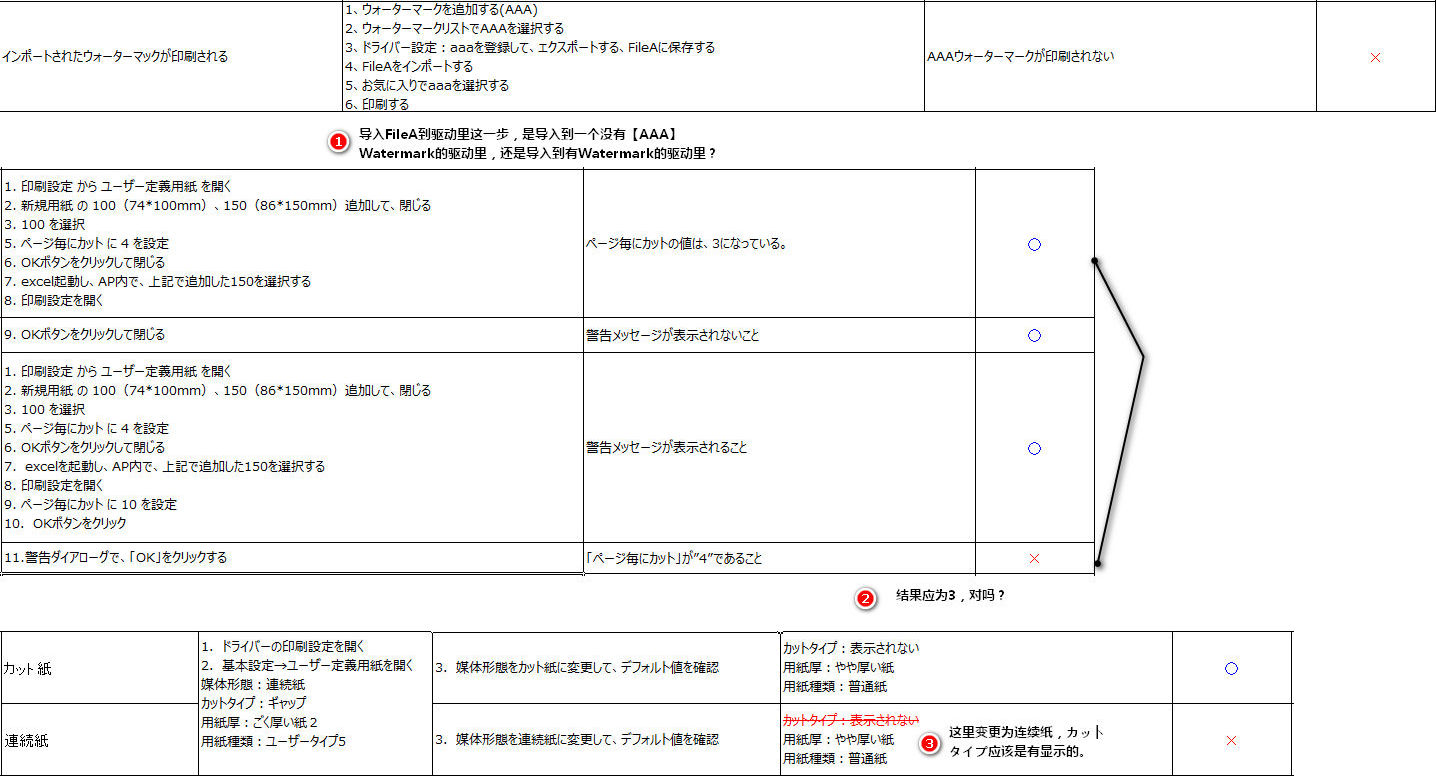 インポートされたウォーターマックが印刷される
1、ウォーターマークを追加する(AAA)
2、ウォーターマークリストでAAAを選択する
3、ドライバー設定：aaaを登録して、エクスポートする、FileAに保存する
4、FileAをインポートする
5、お気に入りでaaaを選択する
6、印刷する
AAAウォーターマークが印刷されない
×
1
导入FileA到驱动里这一步，是导入到一个没有【AAA】
Watermark的驱动里，还是导入到有Watermark的驱动里？
1. 印刷設定 から ユーザー定義用紙 を開く
2. 新規用紙 の 100（74*100mm）、150（86*150mm）追加して、閉じる
3. 100 を選択
5. ページ毎にカット に 4 を設定
6. OKボタンをクリックして閉じる
7. excel起動し、AP内で、上記で追加した150を選択する
8. 印刷設定を開く
ページ毎にカットの値は、3になっている。
○
9. OKボタンをクリックして閉じる
警告メッセージが表示されないこと
○
1. 印刷設定 から ユーザー定義用紙 を開く
2. 新規用紙 の 100（74*100mm）、150（86*150mm）追加して、閉じる
3. 100 を選択
5. ページ毎にカット に 4 を設定
6. OKボタンをクリックして閉じる
7. excelを起動し、AP内で、上記で追加した150を選択する
8. 印刷設定を開く
9. ページ毎にカット に 10 を設定
10. OKボタンをクリック
警告メッセージが表示されること
○
11.警告ダイアローグで、「OK」をクリックする
「ページ毎にカット」が”4”であること
×
2
结果应为3，对吗？
カット紙
1. ドライバーの印刷設定を開く
2. 基本設定→ユーザー定義用紙を開く
媒体形態：連続紙
カットタイプ：ギャップ
用紙厚：ごく厚い紙２
用紙種類：ユーザータイプ5
3. 媒体形態をカット紙に変更して、デフォルト値を確認
カットタイプ：表示されない
用紙厚：やや厚い紙
用紙種類：普通紙
○
連続紙
3. 媒体形態を連続紙に変更して、デフォルト値を確認
カットタイプ：表示されない
用紙厚：やや厚い紙
用紙種類：普通紙
3
这里变更为连续纸，カット
タイプ应该是有显示的。
×